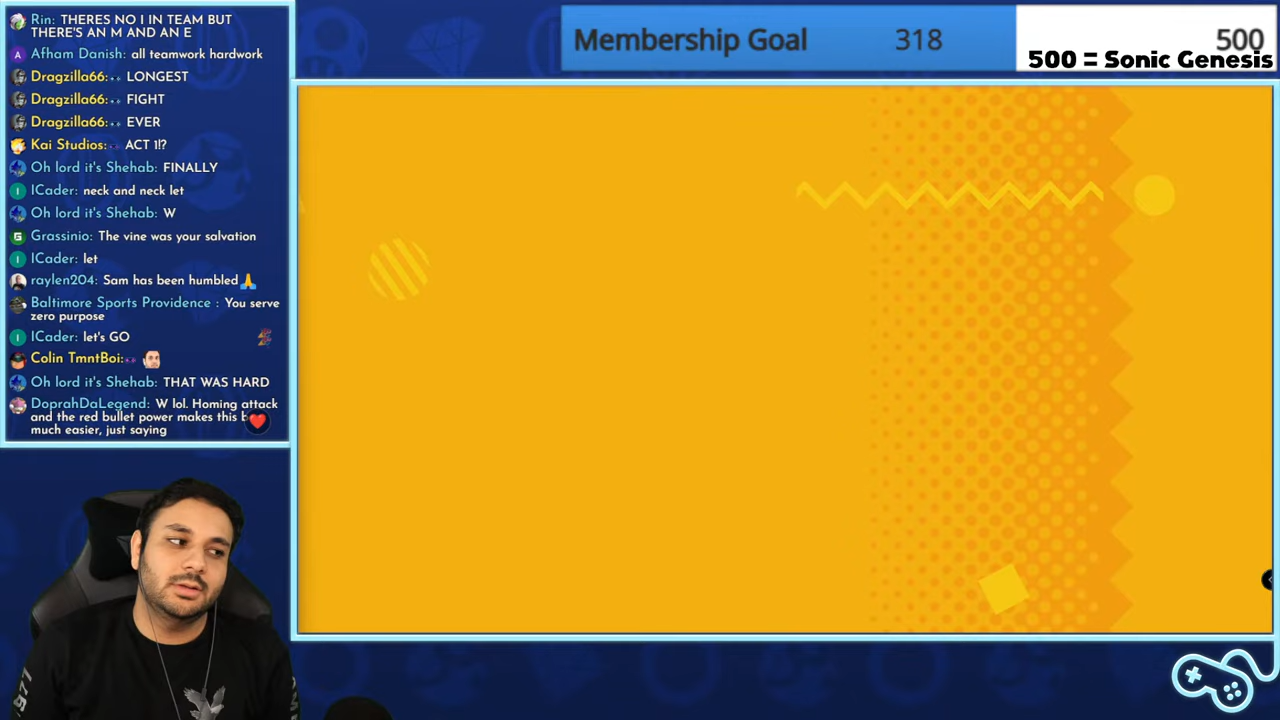 Rin: THERES NO I IN TEAM BUT
THERE'S AN M AND AN E
Afham Danish: all teamwork hardwork
Dragzilla66: LONGEST
Dragzilla66: FIGHT
Dragzilla66: EVER
Kai Studios: ACT 1!?
Oh lord it's Shehab: FINALLY
ICader: neck and neck let
Oh lord it's Shehab: W
Grassinio: The vine was your salvation
ICader: let
raylen204: Sam has been humbled🙏
Baltimore Sports Providence : You serve
zero purpose
ICader: let's GO
Colin TmntBoi:
Oh lord it's Shehab: THAT WAS HARD
DoprahDaLegend: W lol. Homing attack
and the red bullet power makes this
much easier, just saying
Membership Goal 318 500
500 = Sonic Genesis